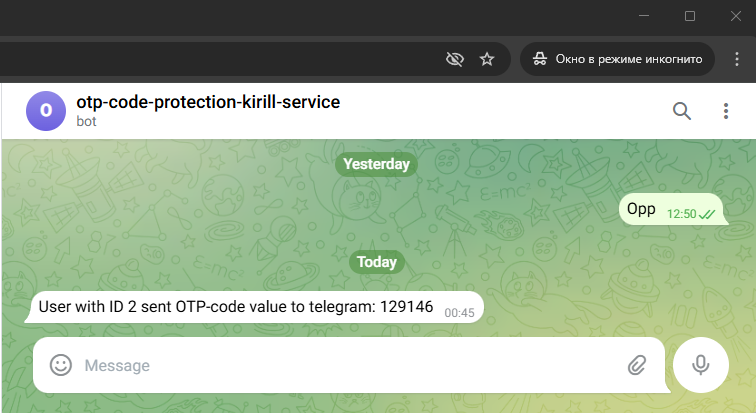 Окно в режиме инкогнито
O
otp-code-protection-kirill-service
bot
Yesterday
Opp 12:50
Today
User with ID 2 sent OTP-code value to telegram: 129146 00:45
Message